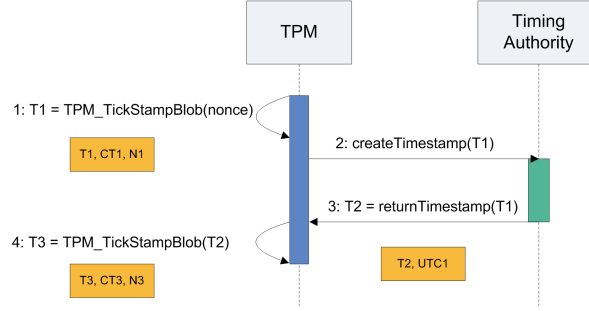 TPM
Timing
Authority
1: T1 = TPM_TickStampBlob(nonce)
T1, CT1, N1
2: createTimestamp(T1)
3: T2 = returnTimestamp(T1)
4: T3 = TPM_TickStampBlob(T2)
T3, CT3, N3
T2, UTC1